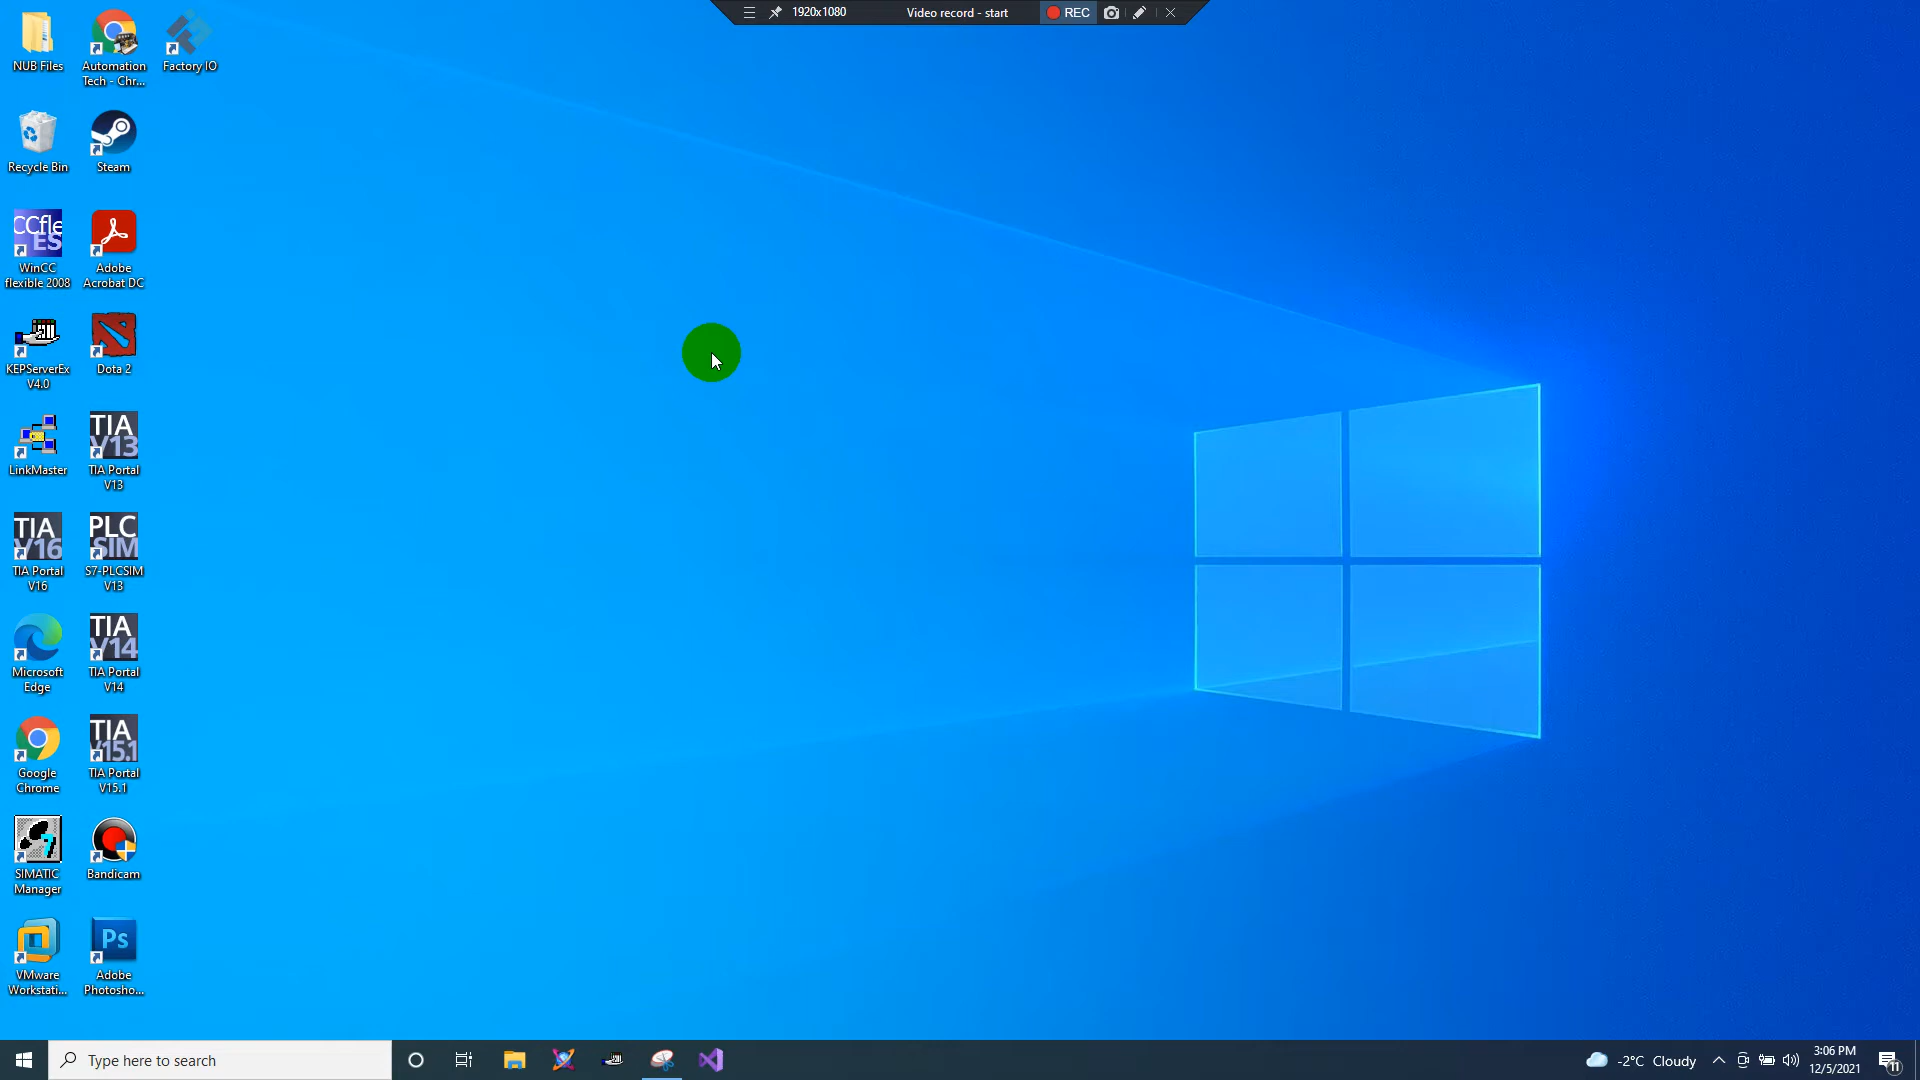 1920x1080
Video record - start
REC
NUB Files
Automation
Tech - Chr...
Factory IO
Recycle Bin
Steam
CCfle
ES
WinCC
flexible 2008
Adobe
Acrobat DC
KEPServerEx
V4.0
Dota 2
LinkMaster
TIA
V13
TIA Portal
V13
TIA
V16
TIA Portal
V16
PLC
SIM
S7-PLCSIM
V13
Microsoft
Edge
TIA
V14
TIA Portal
V14
Google
Chrome
TIA
V15.1
TIA Portal
V15.1
7
SIMATIC
Manager
Bandicam
VMware
Workstati...
Ps
Adobe
Photosho...
Type here to search
-2°C Cloudy
3:06 PM
12/5/2021
11